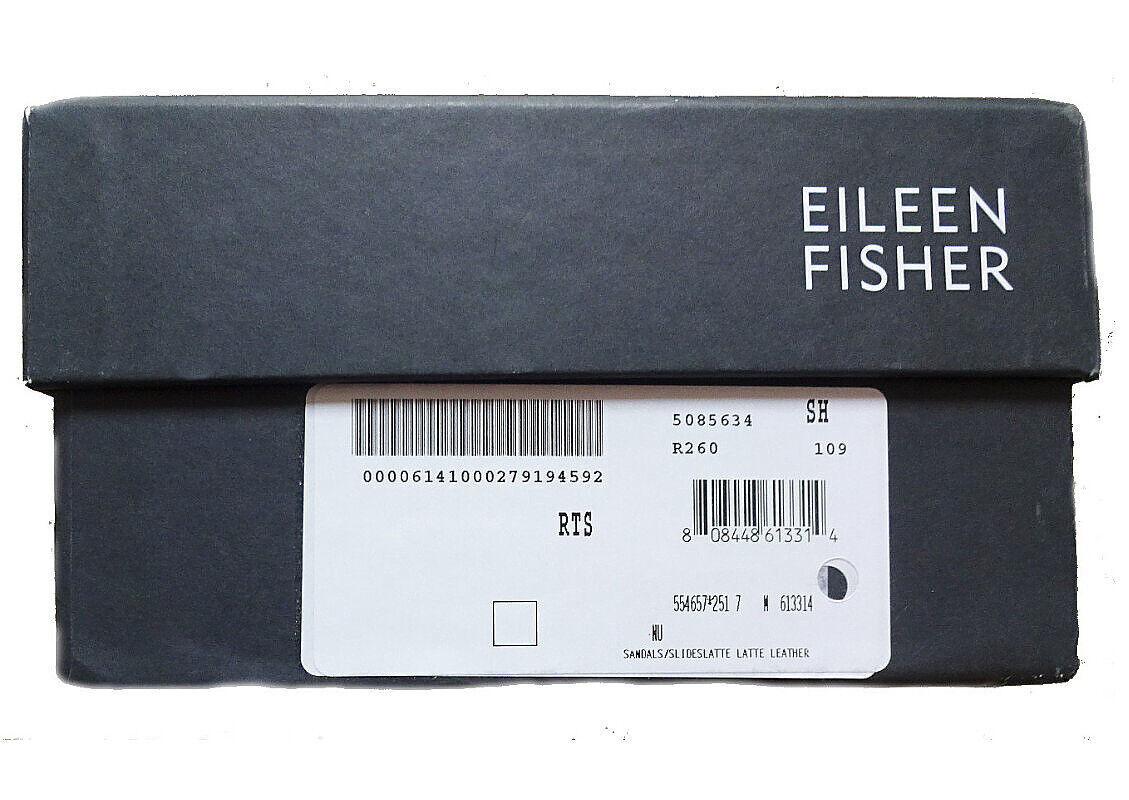 EILEEN
FISHER
5085634 SH
R260 109
00006141000279194592
RTS
8 08448 61331 4
554657*251 7 M 613314
WU
SANDALS/SLIDESLATTE LATTE LEATHER